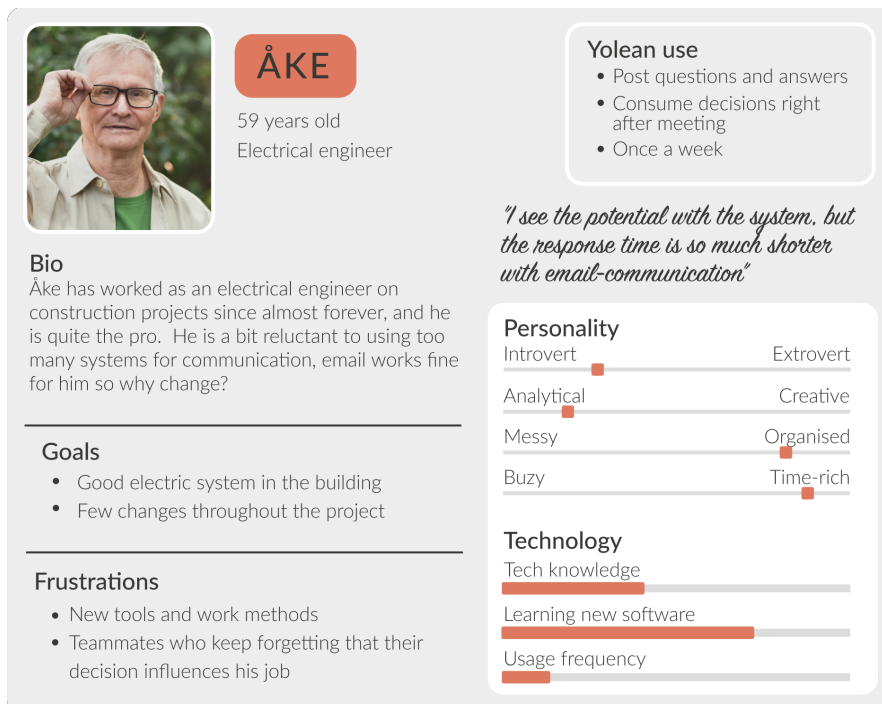 ÅKE
59 years old
Electrical engineer
Yolean use
• Post questions and answers
• Consume decisions right
after meeting
• Once a week
"I see the potential with the system, but
the response time is so much shorter
with email-communication"
Bio
Åke has worked as an electrical engineer on
construction projects since almost forever, and he
is quite the pro.  He is a bit reluctant to using too
many systems for communication, email works fine
for him so why change?
Goals
• Good electric system in the building
• Few changes throughout the project
Frustrations
• New tools and work methods
• Teammates who keep forgetting that their
decision influences his job
Personality
Introvert Extrovert
Analytical Creative
Messy Organised
Buzy Time-rich
Technology
Tech knowledge
Learning new software
Usage frequency